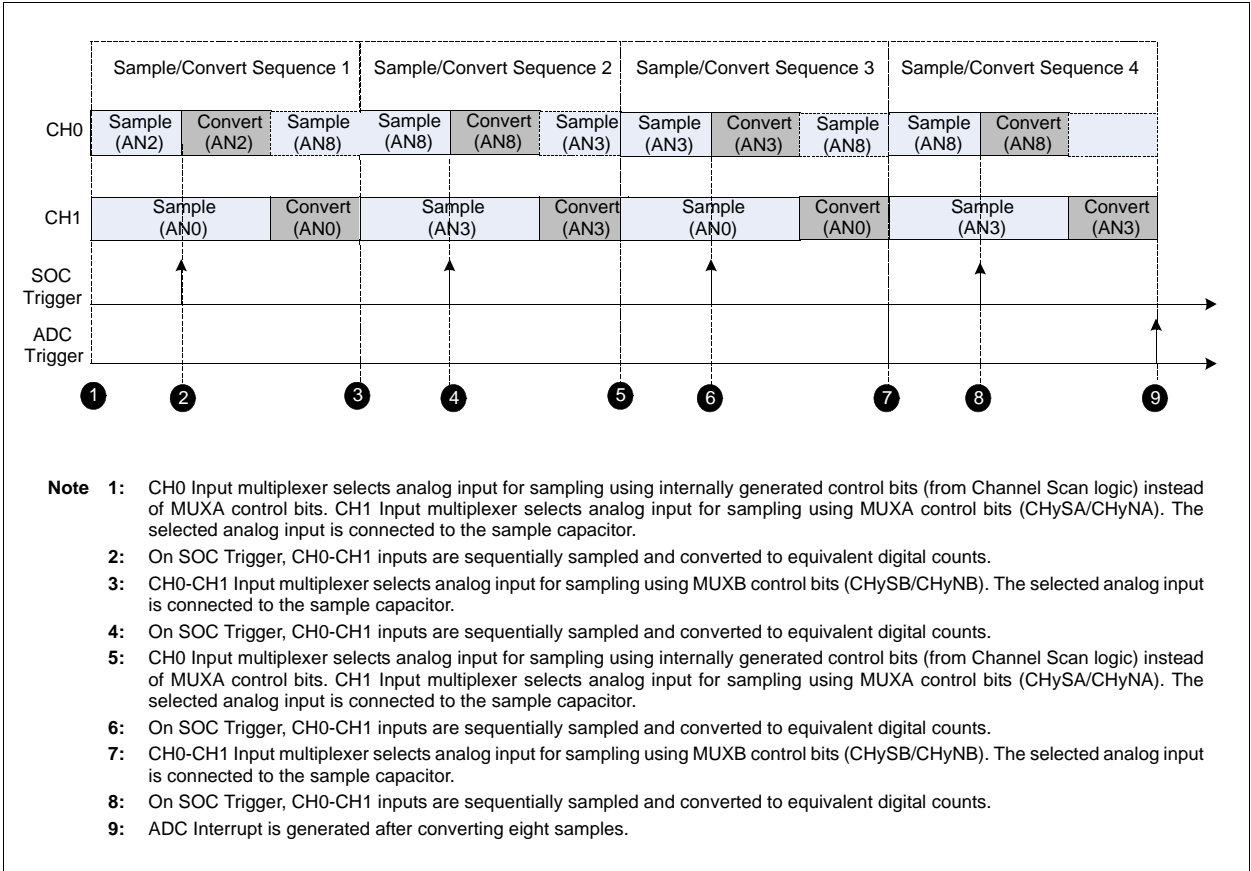 Sample/Convert Sequence 1 Sample/Convert Sequence 2 Sample/Convert Sequence 3 Sample/Convert Sequence 4
CH0 Sample (AN2) Convert (AN2) Sample (AN8) Sample (AN8) Convert (AN8) Sample (AN3) Sample (AN3) Convert (AN3) Sample (AN8) Sample (AN8) Convert (AN8)
CH1 Sample (AN0) Convert (AN0) Sample (AN3) Convert (AN3) Sample (AN0) Convert (AN0) Sample (AN3) Convert (AN3)
SOC
Trigger
ADC
Trigger
1 2 3 4 5 6 7 8 9
Note 1: CH0 Input multiplexer selects analog input for sampling using internally generated control bits (from Channel Scan logic) instead
of MUXA control bits. CH1 Input multiplexer selects analog input for sampling using MUXA control bits (CHySA/CHyNA). The
selected analog input is connected to the sample capacitor.
2: On SOC Trigger, CH0-CH1 inputs are sequentially sampled and converted to equivalent digital counts.
3: CH0-CH1 Input multiplexer selects analog input for sampling using MUXB control bits (CHySB/CHyNB). The selected analog input
is connected to the sample capacitor.
4: On SOC Trigger, CH0-CH1 inputs are sequentially sampled and converted to equivalent digital counts.
5: CH0 Input multiplexer selects analog input for sampling using internally generated control bits (from Channel Scan logic) instead
of MUXA control bits. CH1 Input multiplexer selects analog input for sampling using MUXA control bits (CHySA/CHyNA). The
selected analog input is connected to the sample capacitor.
6: On SOC Trigger, CH0-CH1 inputs are sequentially sampled and converted to equivalent digital counts.
7: CH0-CH1 Input multiplexer selects analog input for sampling using MUXB control bits (CHySB/CHyNB). The selected analog input
is connected to the sample capacitor.
8: On SOC Trigger, CH0-CH1 inputs are sequentially sampled and converted to equivalent digital counts.
9: ADC Interrupt is generated after converting eight samples.